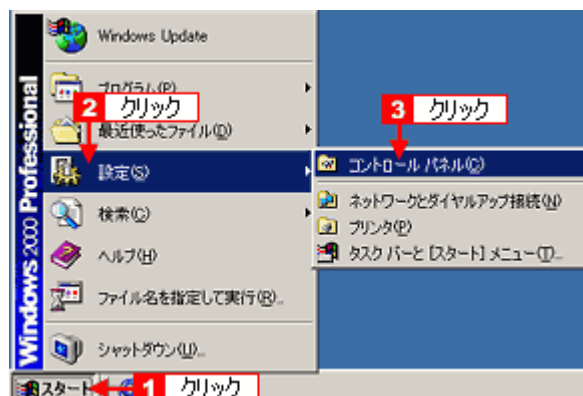 Windows 2000 Professional
Windows Update
プログラム(P)
2 クリック
最近使ったファイル(D)
設定(S)
検索(C)
ヘルプ(H)
ファイル名を指定して実行(R)...
シャットダウン(U)...
3 クリック
コントロール パネル(C)
ネットワークとダイヤルアップ接続(N)
プリンタ(P)
タスク バーと [スタート] メニュー(T)...
スタート
1 クリック